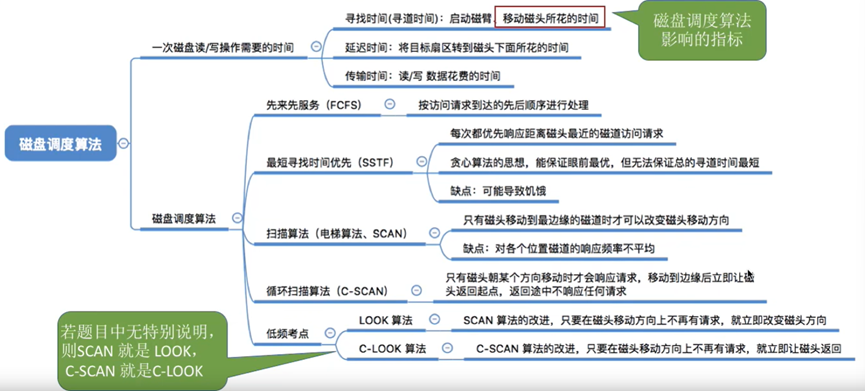 寻找时间(寻道时间)：启动磁臂、移动磁头所花的时间
磁盘调度算法
影响的指标
一次磁盘读/写操作需要的时间
延迟时间：将目标扇区转到磁头下面所花的时间
传输时间：读/写 数据花费的时间
先来先服务（FCFS）
按访问请求到达的先后顺序进行处理
每次都优先响应距离磁头最近的磁道访问请求
磁盘调度算法
最短寻找时间优先（SSTF）
贪心算法的思想，能保证眼前最优，但无法保证总的寻道时间最短
缺点：可能导致饥饿
磁盘调度算法
只有磁头移动到最边缘的磁道时才可以改变磁头移动方向
扫描算法（电梯算法、SCAN）
缺点：对各个位置磁道的响应频率不平均
循环扫描算法（C-SCAN）
只有磁头朝某个方向移动时才会响应请求，移动到边缘后立即让磁
头返回起点，返回途中不响应任何请求
若题目中无特别说明，
则SCAN 就是 LOOK，
C-SCAN 就是C-LOOK
低频考点
LOOK 算法
SCAN 算法的改进，只要在磁头移动方向上不再有请求，就立即改变磁头方向
C-LOOK 算法
C-SCAN 算法的改进，只要在磁头移动方向上不再有请求，就立即让磁头返回